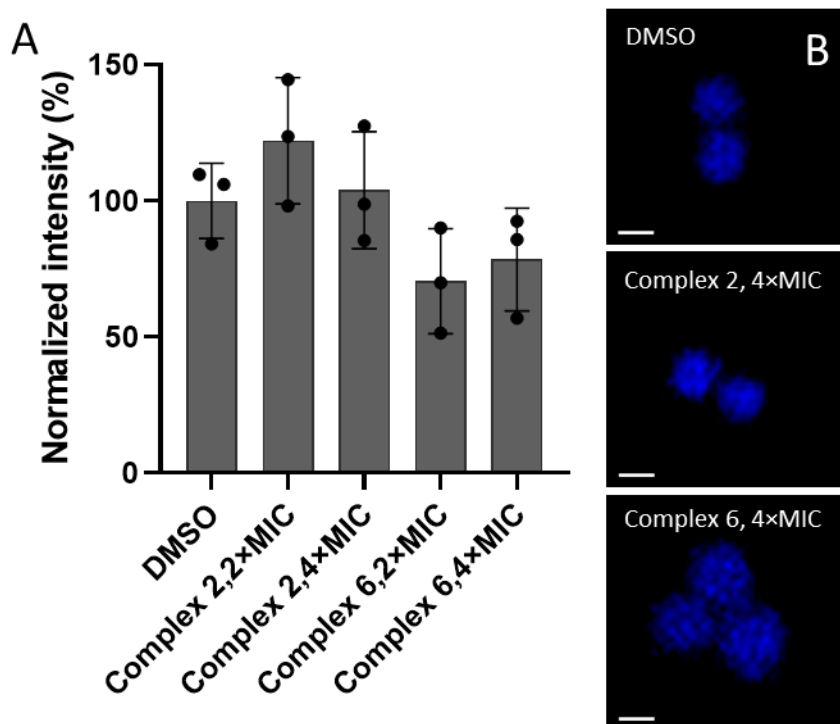 A
Normalized intensity (%)
150
100
50
0
DMSO
Complex 2,2×MIC
Complex 2,4×MIC
Complex 6,2×MIC
Complex 6,4×MIC
B
DMSO
Complex 2, 4×MIC
Complex 6, 4×MIC